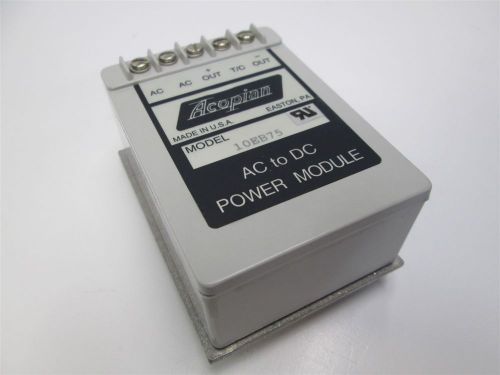 AC AC + OUT T/C - OUT
Acopian
MADE IN U.S.A. EASTON, PA
MODEL 10EB75
AC to DC
POWER MODULE